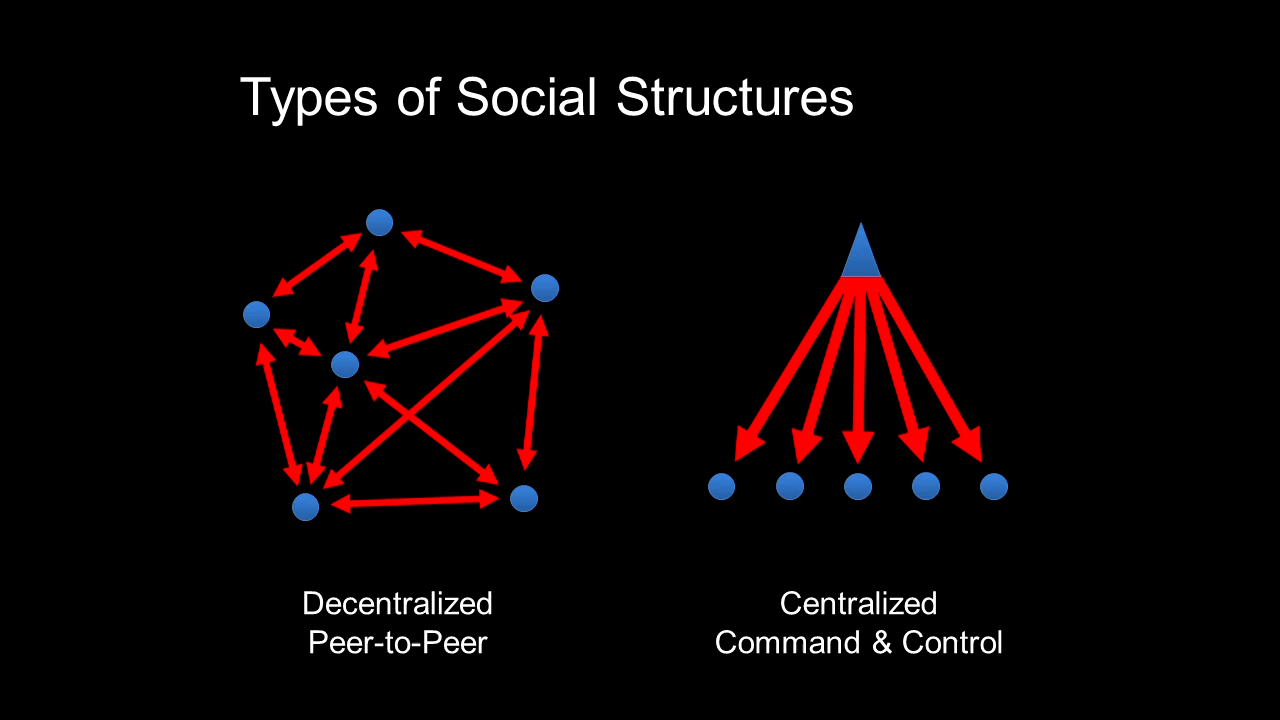 Types of Social Structures
Decentralized
Peer-to-Peer
Centralized
Command & Control